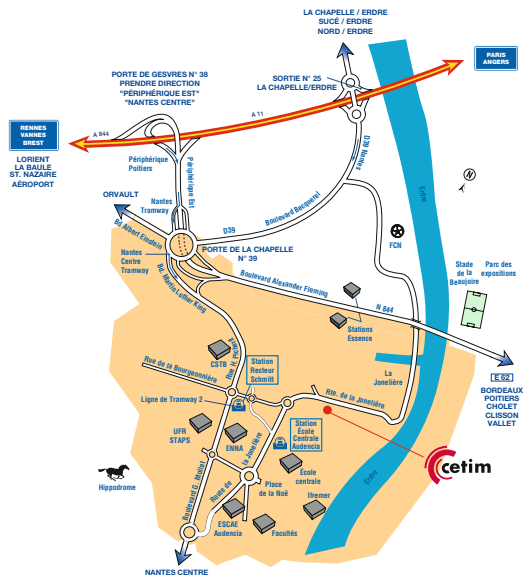 LA CHAPELLE / ERDRE
SUCÉ / ERDRE
NORD / ERDRE
PARIS
ANGERS
PORTE DE GESVRES N° 38
PRENDRE DIRECTION
"PÉRIPHÉRIQUE EST"
"NANTES CENTRE"
SORTIE N° 25
LA CHAPELLE/ERDRE
A 11
A 844
RENNES
VANNES
BREST
LORIENT
LA BAULE
ST. NAZAIRE
AÉROPORT
Périphérique
Poitiers
Périphérique Est
D39 Nantes
N
ORVAULT
Nantes
Tramway
Erdre
D39
Boulevard Becquerel
FCN
Bd Albert Einstein
PORTE DE LA CHAPELLE
N° 39
Nantes
Centre
Tramway
Bd. Martin Luther King
Boulevard Alexander Fleming
Stade
de la
Beaujoire
Parc des
expositions
N 844
Stations
Essence
Rue H. Picherit
CSTB
Rue de la Bourgeonnière
Station
Recteur
Schmitt
La
Jonelière
E 62
BORDEAUX
POITIERS
CHOLET
CLISSON
VALLET
Rte. de la Jonelière
Ligne de Tramway 2
UFR
STAPS
ENNA
Station
École
Centrale
Audencia
la Jonelière
Route de
cetim
Hippodrome
Boulevard G. Mollet
Place
de la Noë
École
centrale
Erdre
Ifremer
ESCAE
Audencia
Facultés
NANTES CENTRE